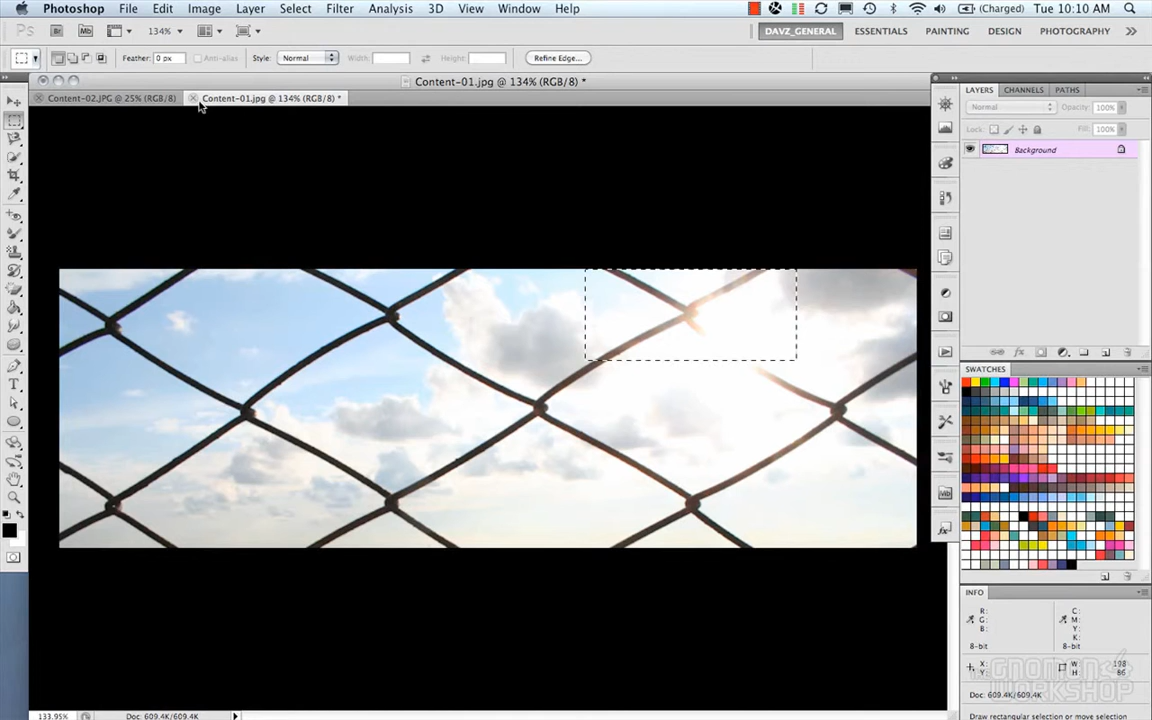 Photoshop File Edit Image Layer Select Filter Analysis 3D View Window Help (Charged) Tue 10:10 AM
Ps Br Mb 134% DAVZ_GENERAL ESSENTIALS PAINTING DESIGN PHOTOGRAPHY
Feather: 0 px Anti-alias Style: Normal Width: Height: Refine Edge...
Content-01.jpg @ 134% (RGB/8) *
Content-02.JPG @ 25% (RGB/8) Content-01.jpg @ 134% (RGB/8) *
LAYERS CHANNELS PATHS
Normal Opacity: 100%
Lock: Fill: 100%
Background
SWATCHES
INFO
R: C:
G: M:
B: Y:
K:
8-bit 8-bit
X: W: 198
Y: H: 86
Doc: 609.4K/609.4K
Draw rectangular selection or move selection
GNOMON WORKSHOP
133.95% Doc: 609.4K/609.4K